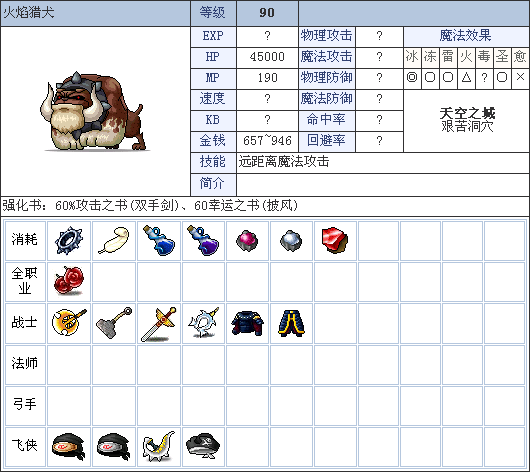 火焰猎犬 等级 90
EXP ? 物理攻击 ? 魔法效果
HP 45000 魔法攻击 ? 冰 冻 雷 火 毒 圣 愈
MP 190 物理防御 ? ◎ ○ ○ △ ? ○ ×
速度 ? 魔法防御 ? 天空之城
KB ? 命中率 ? 艰苦洞穴
金钱 657~946 回避率 ?
技能 远距离魔法攻击
简介
强化书：60%攻击之书(双手剑)、60幸运之书(披风)
消耗
全职业
战士
法师
弓手
飞侠